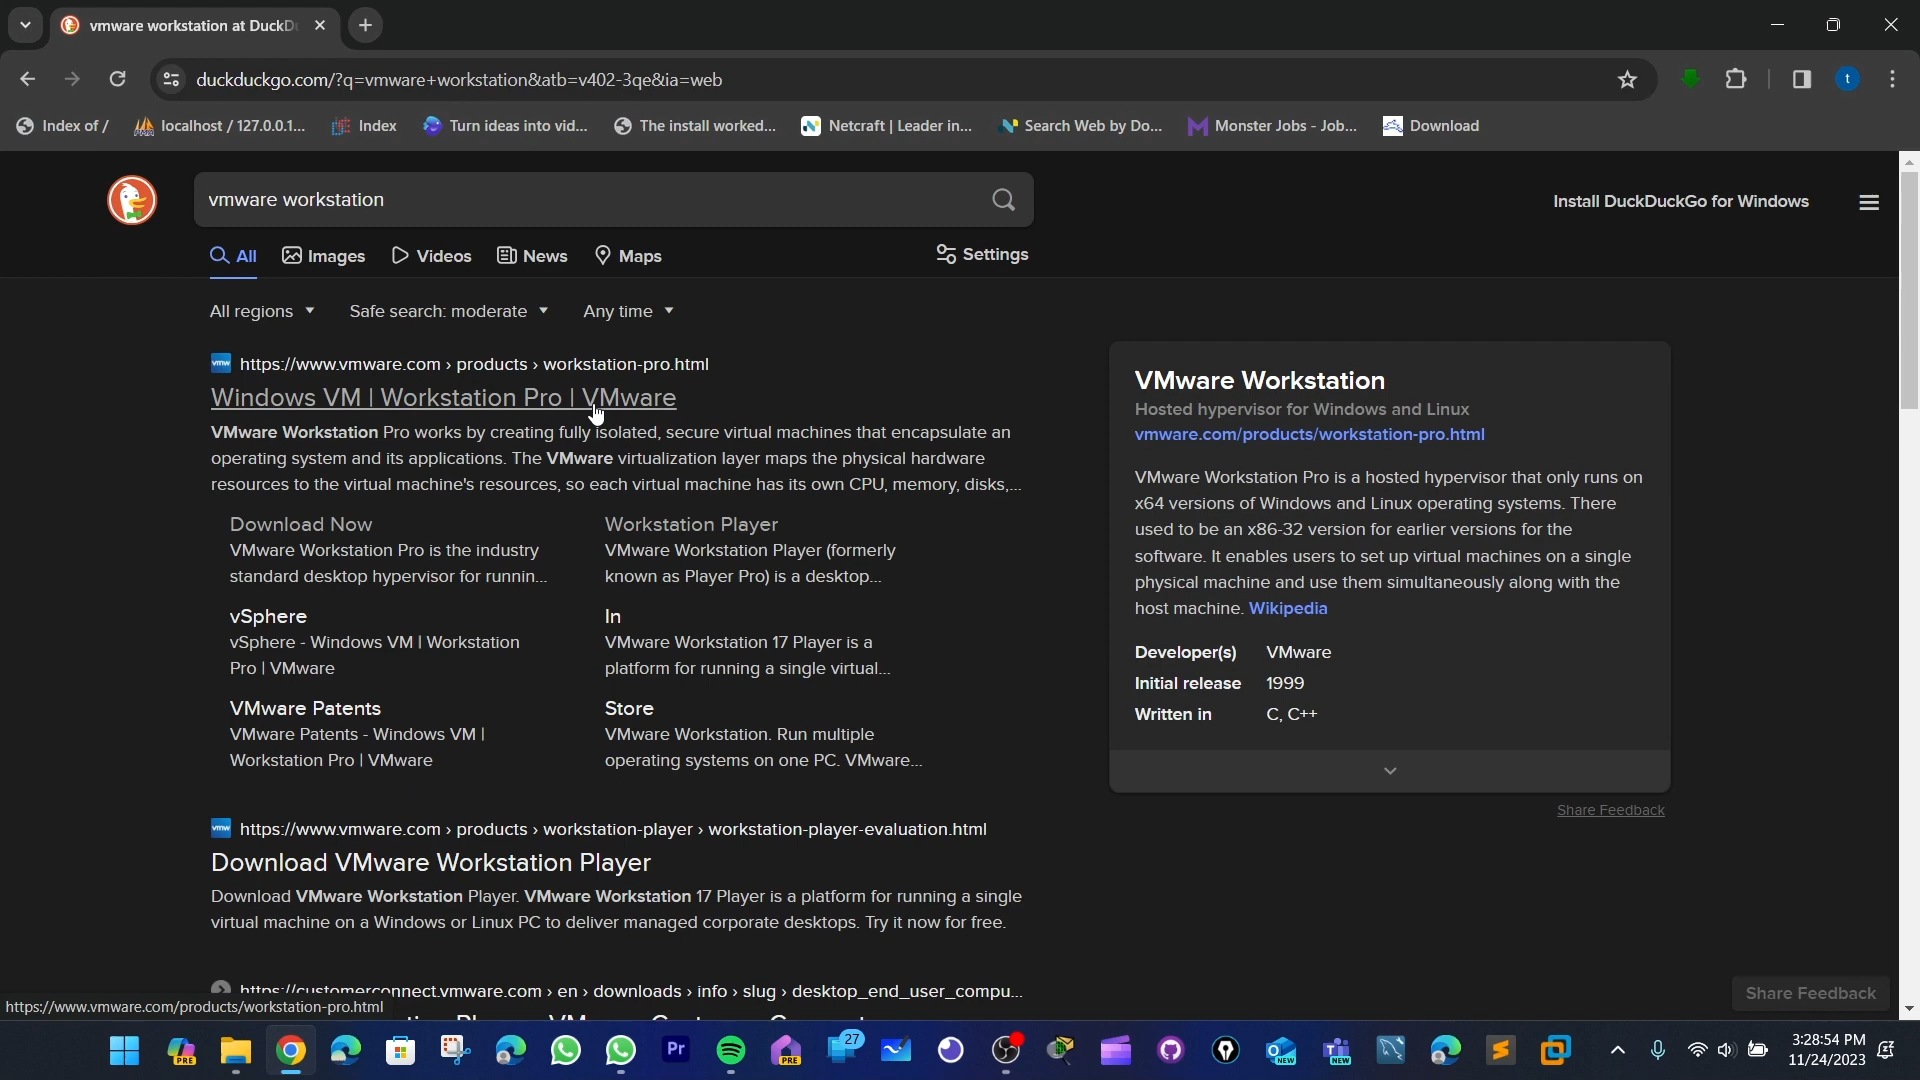 vmware workstation at DuckD
duckduckgo.com/?q=vmware+workstation&atb=v402-3qe&ia=web
t
Index of /
localhost / 127.0.0.1...
Index
Turn ideas into vid...
The install worked...
Netcraft | Leader in...
Search Web by Do...
Monster Jobs - Job...
Download
vmware workstation
Install DuckDuckGo for Windows
All
Images
Videos
News
Maps
Settings
All regions
Safe search: moderate
Any time
vmw https://www.vmware.com › products › workstation-pro.html
Windows VM | Workstation Pro | VMware
VMware Workstation Pro works by creating fully isolated, secure virtual machines that encapsulate an
operating system and its applications. The VMware virtualization layer maps the physical hardware
resources to the virtual machine's resources, so each virtual machine has its own CPU, memory, disks,...
Download Now
VMware Workstation Pro is the industry
standard desktop hypervisor for runnin...
Workstation Player
VMware Workstation Player (formerly
known as Player Pro) is a desktop...
vSphere
vSphere - Windows VM | Workstation
Pro | VMware
In
VMware Workstation 17 Player is a
platform for running a single virtual...
VMware Patents
VMware Patents - Windows VM |
Workstation Pro | VMware
Store
VMware Workstation. Run multiple
operating systems on one PC. VMware...
vmw https://www.vmware.com › products › workstation-player › workstation-player-evaluation.html
Download VMware Workstation Player
Download VMware Workstation Player. VMware Workstation 17 Player is a platform for running a single
virtual machine on a Windows or Linux PC to deliver managed corporate desktops. Try it now for free.
https://customerconnect.vmware.com › en › downloads › info › slug › desktop_end_user_compu...
VMware Workstation
Hosted hypervisor for Windows and Linux
vmware.com/products/workstation-pro.html
VMware Workstation Pro is a hosted hypervisor that only runs on
x64 versions of Windows and Linux operating systems. There
used to be an x86-32 version for earlier versions for the
software. It enables users to set up virtual machines on a single
physical machine and use them simultaneously along with the
host machine. Wikipedia
Developer(s) VMware
Initial release 1999
Written in C, C++
Share Feedback
Share Feedback
https://www.vmware.com/products/workstation-pro.html
PRE
Pr
PRE
27
NEW
NEW
3:28:54 PM
11/24/2023